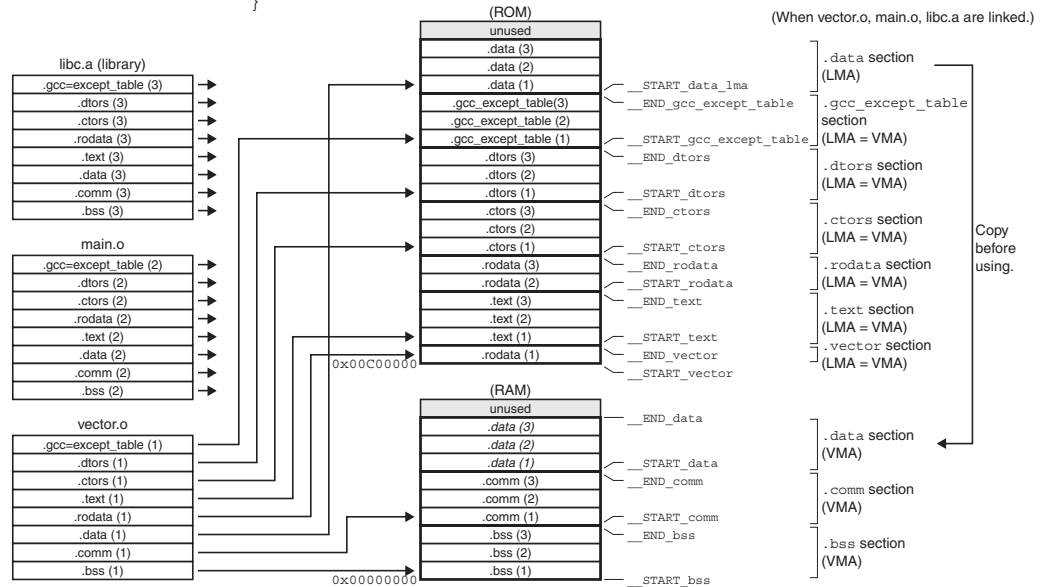 }
(When vector.o, main.o, libc.a are linked.)
libc.a (library)
.gcc=except_table (3)
.dtors (3)
.ctors (3)
.rodata (3)
.text (3)
.data (3)
.comm (3)
.bss (3)
main.o
.gcc=except_table (2)
.dtors (2)
.ctors (2)
.rodata (2)
.text (2)
.data (2)
.comm (2)
.bss (2)
vector.o
.gcc=except_table (1)
.dtors (1)
.ctors (1)
.text (1)
.rodata (1)
.data (1)
.comm (1)
.bss (1)
(ROM)
unused
.data (3)
.data (2)
.data (1)
.gcc_except_table(3)
.gcc_except_table (2)
.gcc_except_table (1)
.dtors (3)
.dtors (2)
.dtors (1)
.ctors (3)
.ctors (2)
.ctors (1)
.rodata (3)
.rodata (2)
.text (3)
.text (2)
.text (1)
.rodata (1)
0x00C00000
__START_data_lma
__END_gcc_except_table
__START_gcc_except_table
__END_dtors
__START_dtors
__END_ctors
__START_ctors
__END_rodata
__START_rodata
__END_text
__START_text
__END_vector
__START_vector
.data section
(LMA)
.gcc_except_table
section
(LMA = VMA)
.dtors section
(LMA = VMA)
.ctors section
(LMA = VMA)
.rodata section
(LMA = VMA)
.text section
(LMA = VMA)
.vector section
(LMA = VMA)
Copy
before
using.
(RAM)
unused
.data (3)
.data (2)
.data (1)
.comm (3)
.comm (2)
.comm (1)
.bss (3)
.bss (2)
.bss (1)
0x00000000
__END_data
__START_data
__END_comm
__START_comm
__END_bss
__START_bss
.data section
(VMA)
.comm section
(VMA)
.bss section
(VMA)